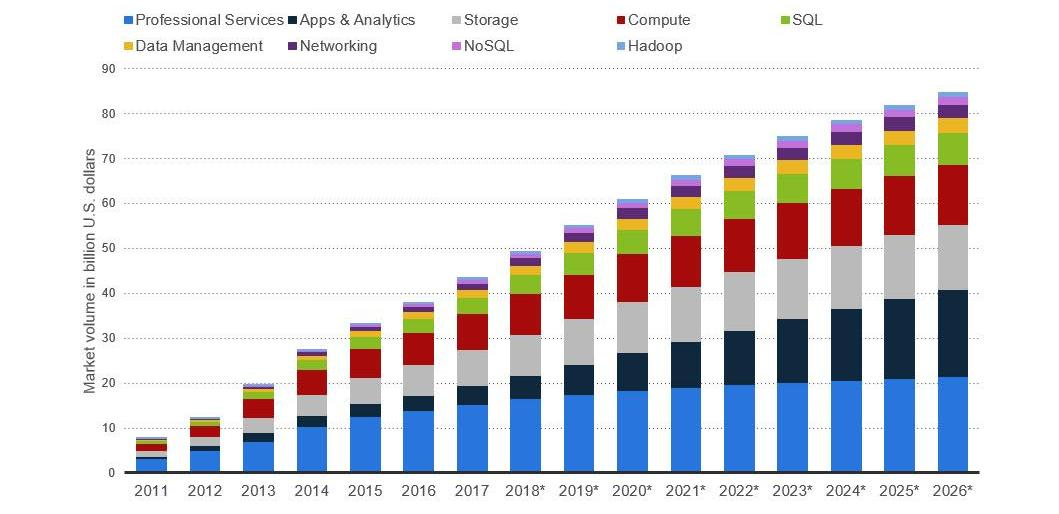 Professional Services Apps & Analytics Storage Compute SQL
Data Management Networking NoSQL Hadoop
Market volume in billion U.S. dollars
90
80
70
60
50
40
30
20
10
0
2011 2012 2013 2014 2015 2016 2017 2018* 2019* 2020* 2021* 2022* 2023* 2024* 2025* 2026*